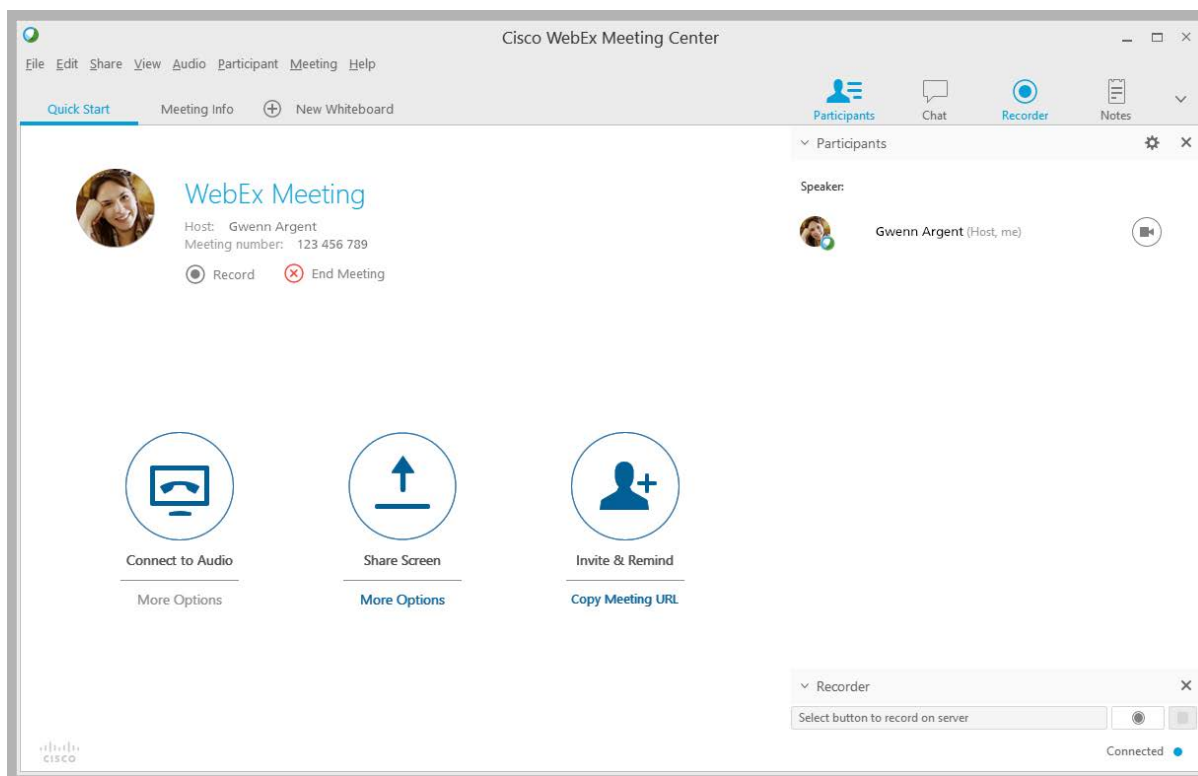 Cisco WebEx Meeting Center
File Edit Share View Audio Participant Meeting Help
Quick Start Meeting Info New Whiteboard
Participants Chat Recorder Notes
Participants
Speaker:
Gwenn Argent (Host, me)
WebEx Meeting
Host: Gwenn Argent
Meeting number: 123 456 789
Record End Meeting
Connect to Audio Share Screen Invite & Remind
More Options More Options Copy Meeting URL
Recorder
Select button to record on server
Connected
CISCO